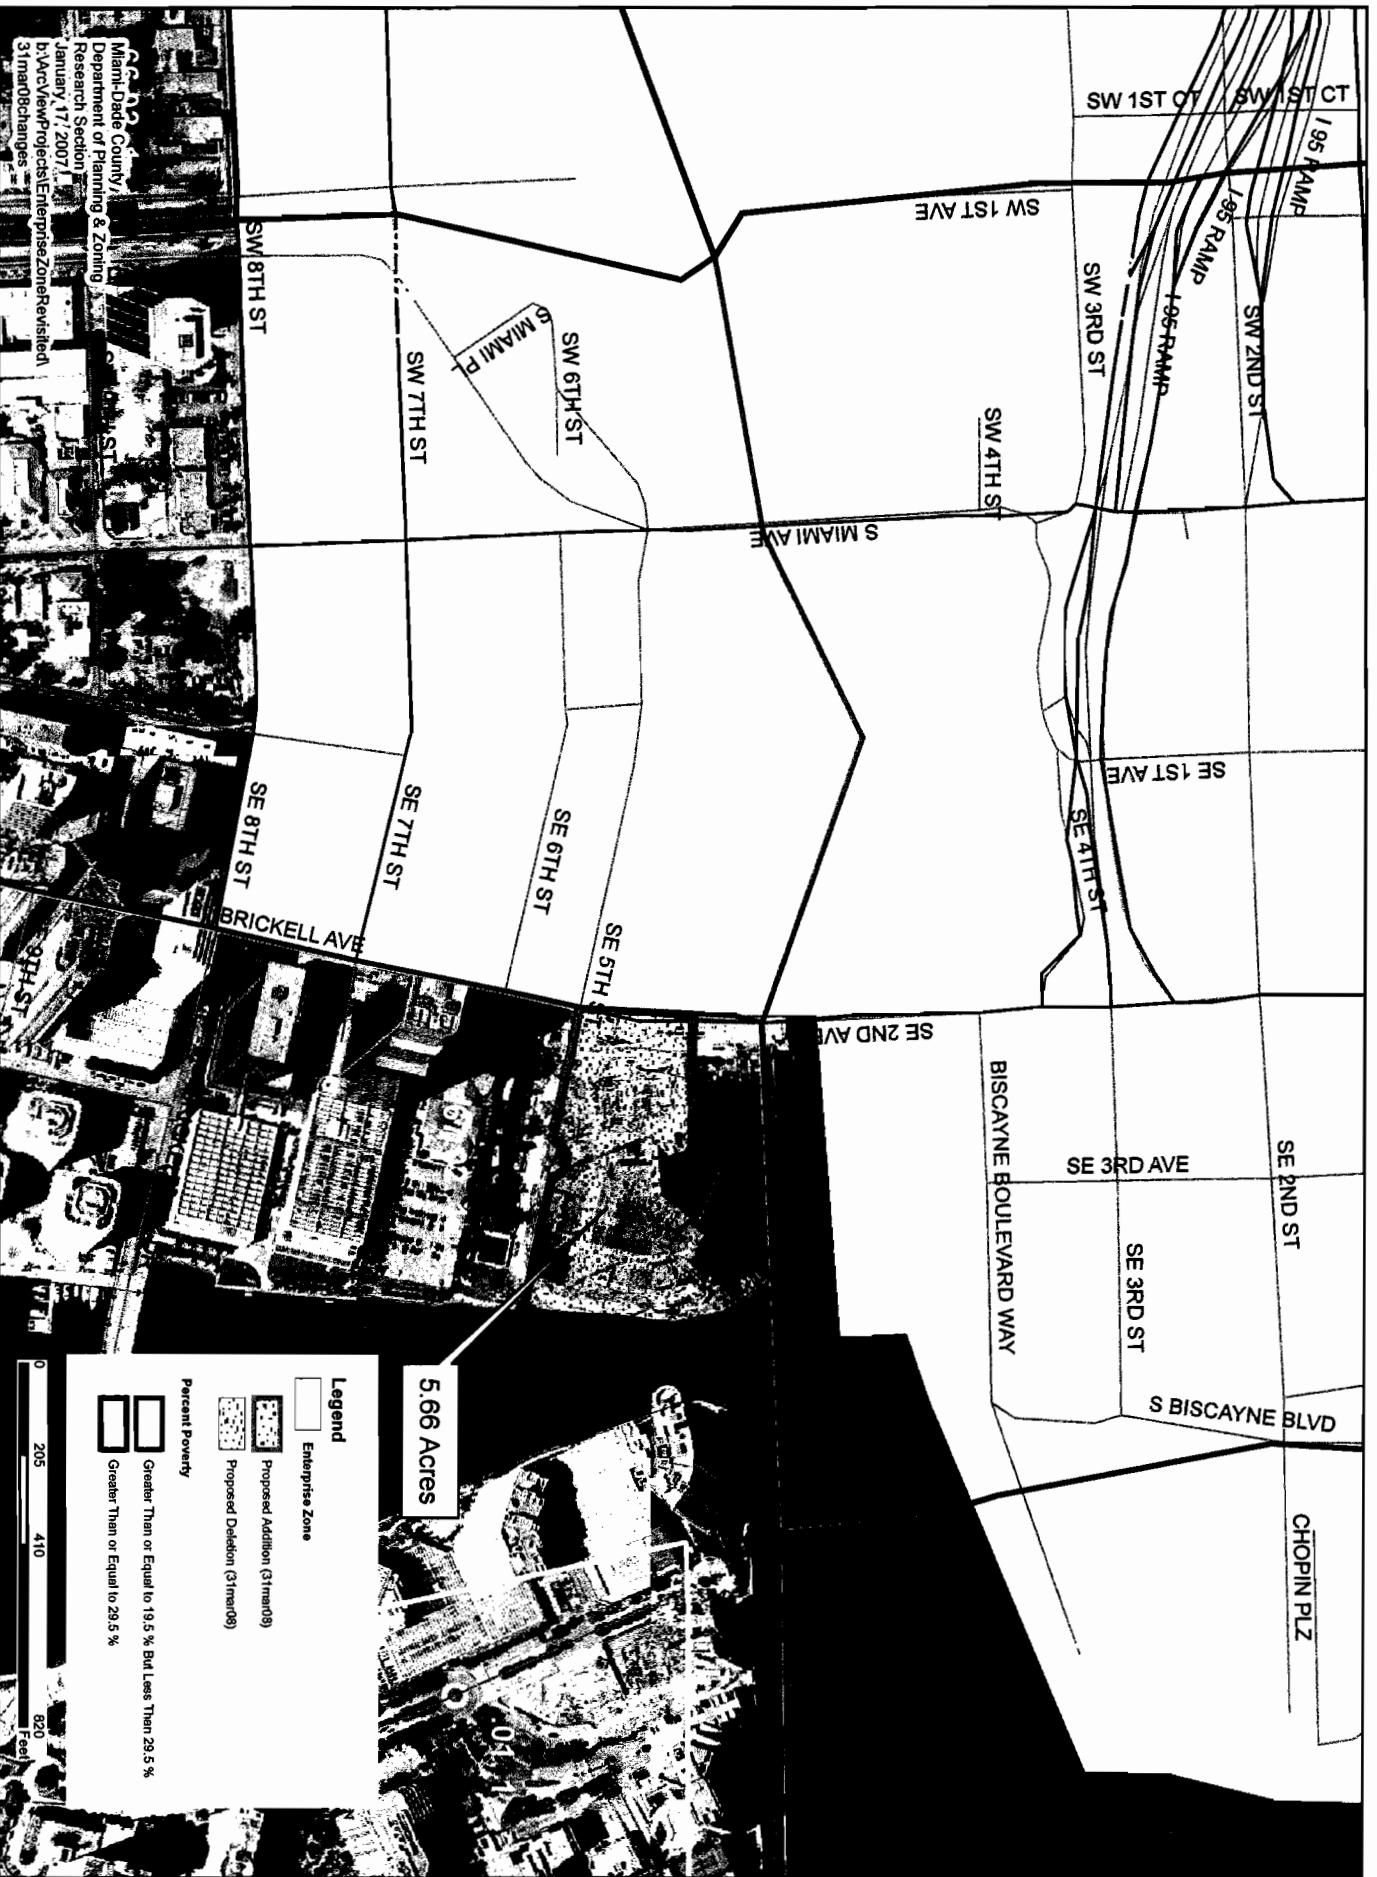 SW 1ST CT
SW 1ST CT
I 95 RAMP
I 95 RAMP
I 95 RAMP
SW 1ST AVE
SW 3RD ST
SW 2ND ST
SW 8TH ST
SW 7TH ST
S MIAMI PL
SW 6TH ST
SW 4TH ST
S MIAMI AVE
SE 1ST AVE
SE 4TH ST
SE 8TH ST
SE 7TH ST
SE 6TH ST
SE 5TH S
BRICKELL AVE
9TH ST
SE 2ND AVE
BISCAYNE BOULEVARD WAY
SE 3RD AVE
SE 2ND ST
SE 3RD ST
S BISCAYNE BLVD
CHOPIN PLZ
5.66 Acres
Legend
Enterprise Zone
Proposed Addition (31mar08)
Proposed Deletion (31mar08)
Percent Poverty
Greater Than or Equal to 19.5 % But Less Than 29.5 %
Greater Than or Equal to 29.5 %
0 205 410 820
Feet
Miami-Dade County
Department of Planning & Zoning
Research Section
January 17, 2007
b:\ArcViewProjects\EnterpriseZoneRevisited\
31mar08changes